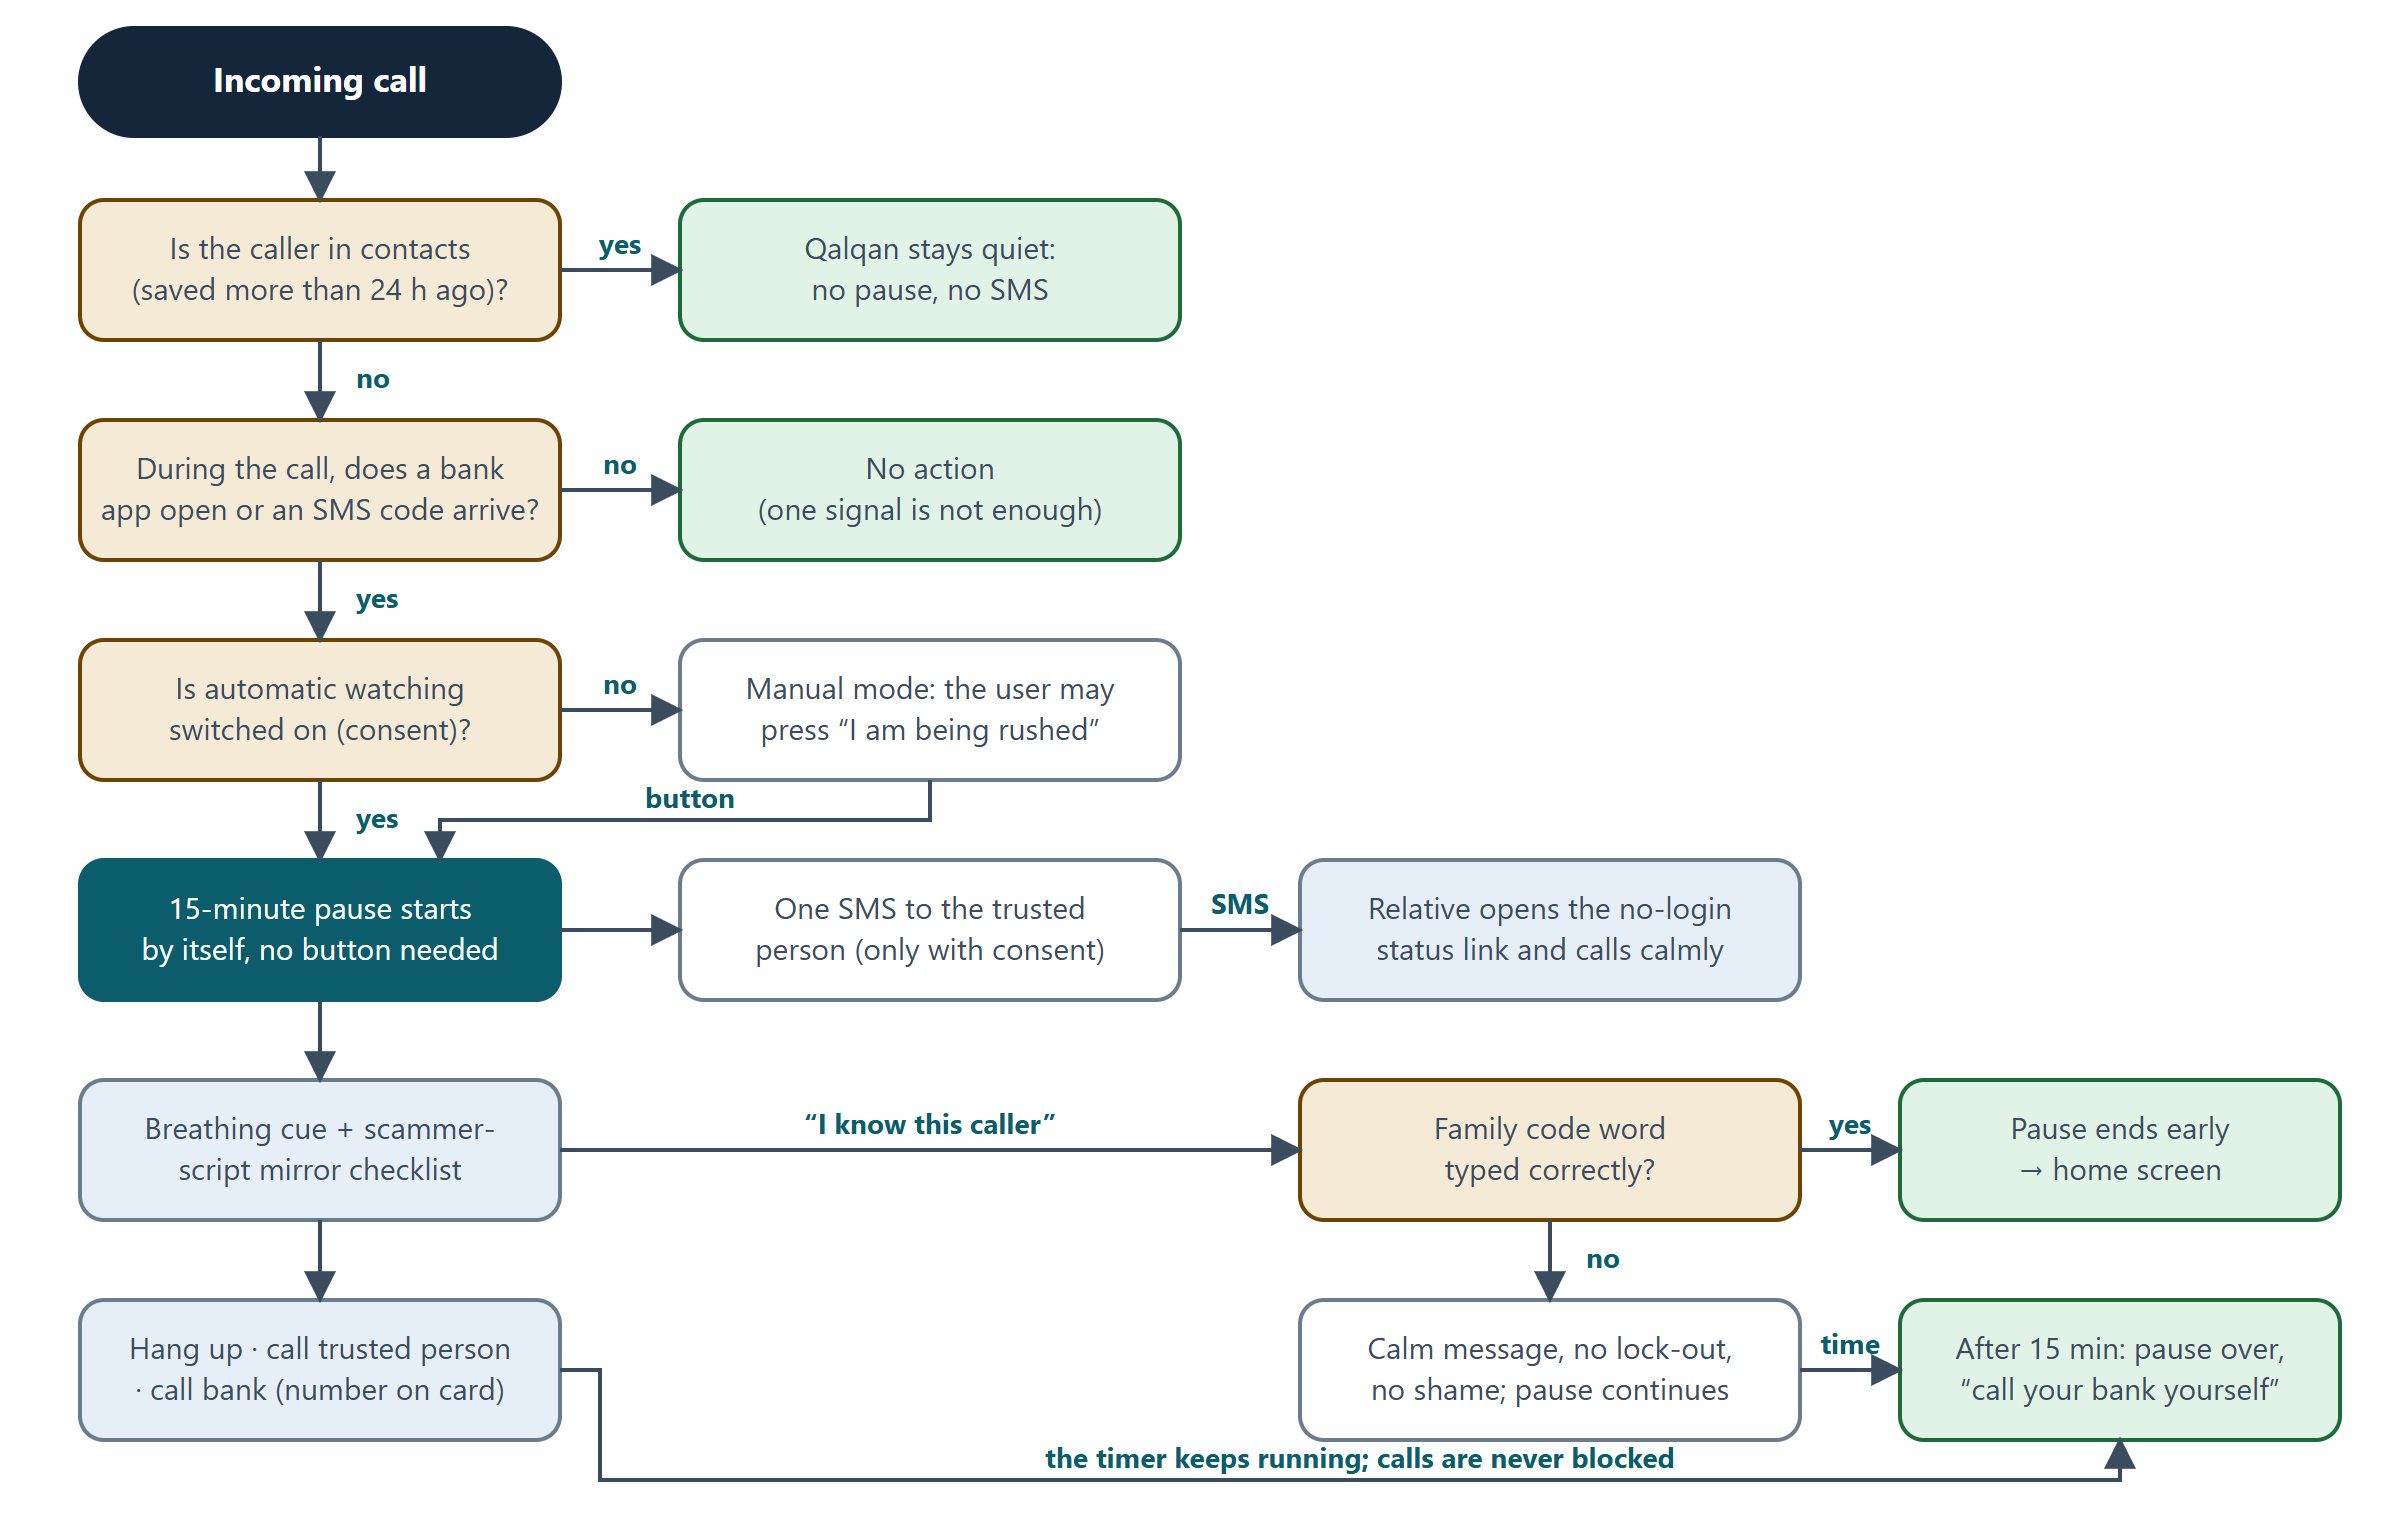 Incoming call
Is the caller in contacts
(saved more than 24 h ago)?
yes
Qalqan stays quiet:
no pause, no SMS
no
During the call, does a bank
app open or an SMS code arrive?
no
No action
(one signal is not enough)
yes
Is automatic watching
switched on (consent)?
no
Manual mode: the user may
press “I am being rushed”
button
yes
15-minute pause starts
by itself, no button needed
One SMS to the trusted
person (only with consent)
SMS
Relative opens the no-login
status link and calls calmly
Breathing cue + scammer-
script mirror checklist
“I know this caller”
Family code word
typed correctly?
yes
Pause ends early
→ home screen
no
Hang up · call trusted person
· call bank (number on card)
Calm message, no lock-out,
no shame; pause continues
time
After 15 min: pause over,
“call your bank yourself”
the timer keeps running; calls are never blocked